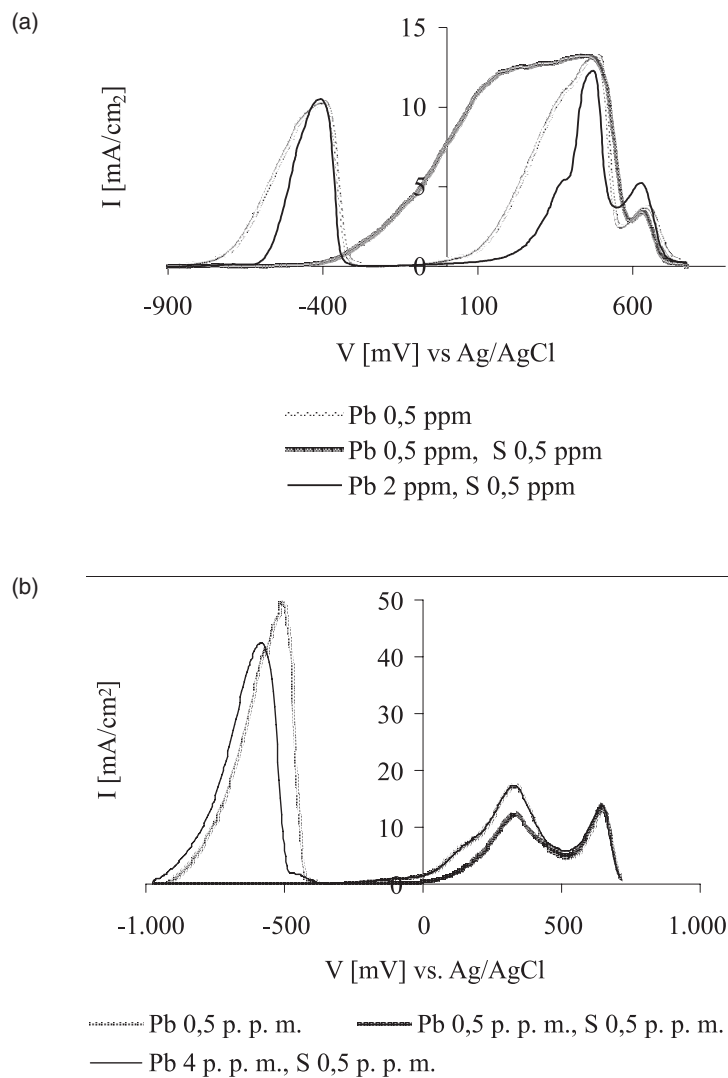 (a)
15
10
5
0
I [mA/cm2]
-900 -400 100 600
V [mV] vs Ag/AgCl
Pb 0,5 ppm
Pb 0,5 ppm, S 0,5 ppm
Pb 2 ppm, S 0,5 ppm
(b)
50
40
30
20
10
0
I [mA/cm²]
-1.000 -500 0 500 1.000
V [mV] vs. Ag/AgCl
Pb 0,5 p. p. m. Pb 0,5 p. p. m., S 0,5 p. p. m.
Pb 4 p. p. m., S 0,5 p. p. m.